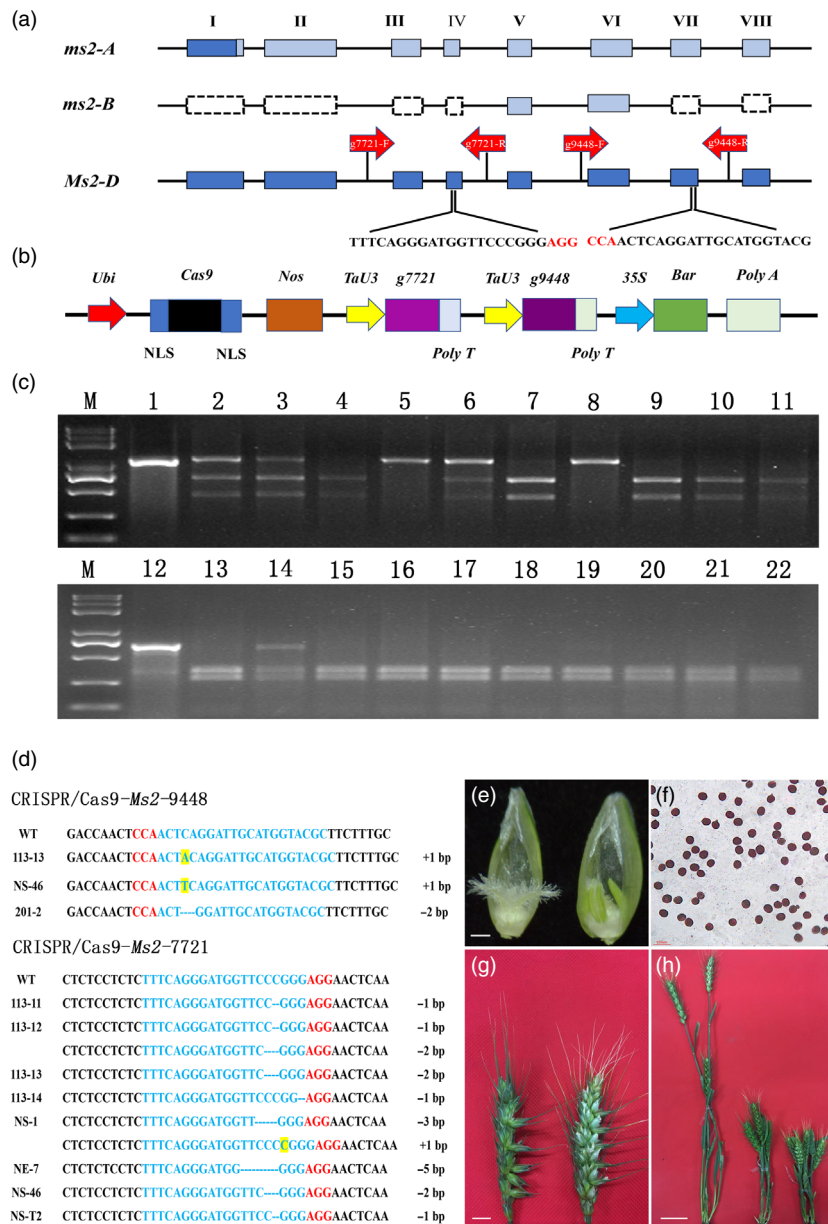 (a)
I II III IV V VI VII VIII
ms2-A
ms2-B
g7721-F g7721-R g9448-F g9448-R
Ms2-D
TTTCAGGGATGGTTCCCGGGAGG CCAACTCAGGATTGCATGGTACG
(b)
Ubi Cas9 Nos TaU3 g7721 TaU3 g9448 35S Bar Poly A
NLS NLS Poly T Poly T
(c)
M 1 2 3 4 5 6 7 8 9 10 11
M 12 13 14 15 16 17 18 19 20 21 22
(d)
CRISPR/Cas9-Ms2-9448
WT GACCAACTCCAACTCAGGATTGCATGGTACGCTTCTTTGC
113-13 GACCAACTCCAACTACAGGATTGCATGGTACGCTTCTTTGC +1 bp
NS-46 GACCAACTCCAACTTCAGGATTGCATGGTACGCTTCTTTGC +1 bp
201-2 GACCAACTCCAACT----GGATTGCATGGTACGCTTCTTTGC −2 bp
CRISPR/Cas9-Ms2-7721
WT CTCTCCTCTCTTTCAGGGATGGTTCCCGGGAGGAACTCAA
113-11 CTCTCCTCTCTTTCAGGGATGGTTCC--GGGAGGAACTCAA −1 bp
113-12 CTCTCCTCTCTTTCAGGGATGGTTCC--GGGAGGAACTCAA −1 bp
CTCTCCTCTCTTTCAGGGATGGTTC----GGGAGGAACTCAA −2 bp
113-13 CTCTCCTCTCTTTCAGGGATGGTTC----GGGAGGAACTCAA −2 bp
113-14 CTCTCCTCTCTTTCAGGGATGGTTCCCGG--AGGAACTCAA −1 bp
NS-1 CTCTCCTCTCTTTCAGGGATGGTT------GGGAGGAACTCAA −3 bp
CTCTCCTCTCTTTCAGGGATGGTTCCCCGGGAGGAACTCAA +1 bp
NE-7 CTCTCTCCTCTTTCAGGGATGG----------GGGAGGAACTCAA −5 bp
NS-46 CTCTCCTCTCTTTCAGGGATGGTTC----GGGAGGAACTCAA −2 bp
NS-T2 CTCTCCTCTCTTTCAGGGATGGTTCC--GGGAGGAACTCAA −1 bp
(e)
(f)
(g)
(h)